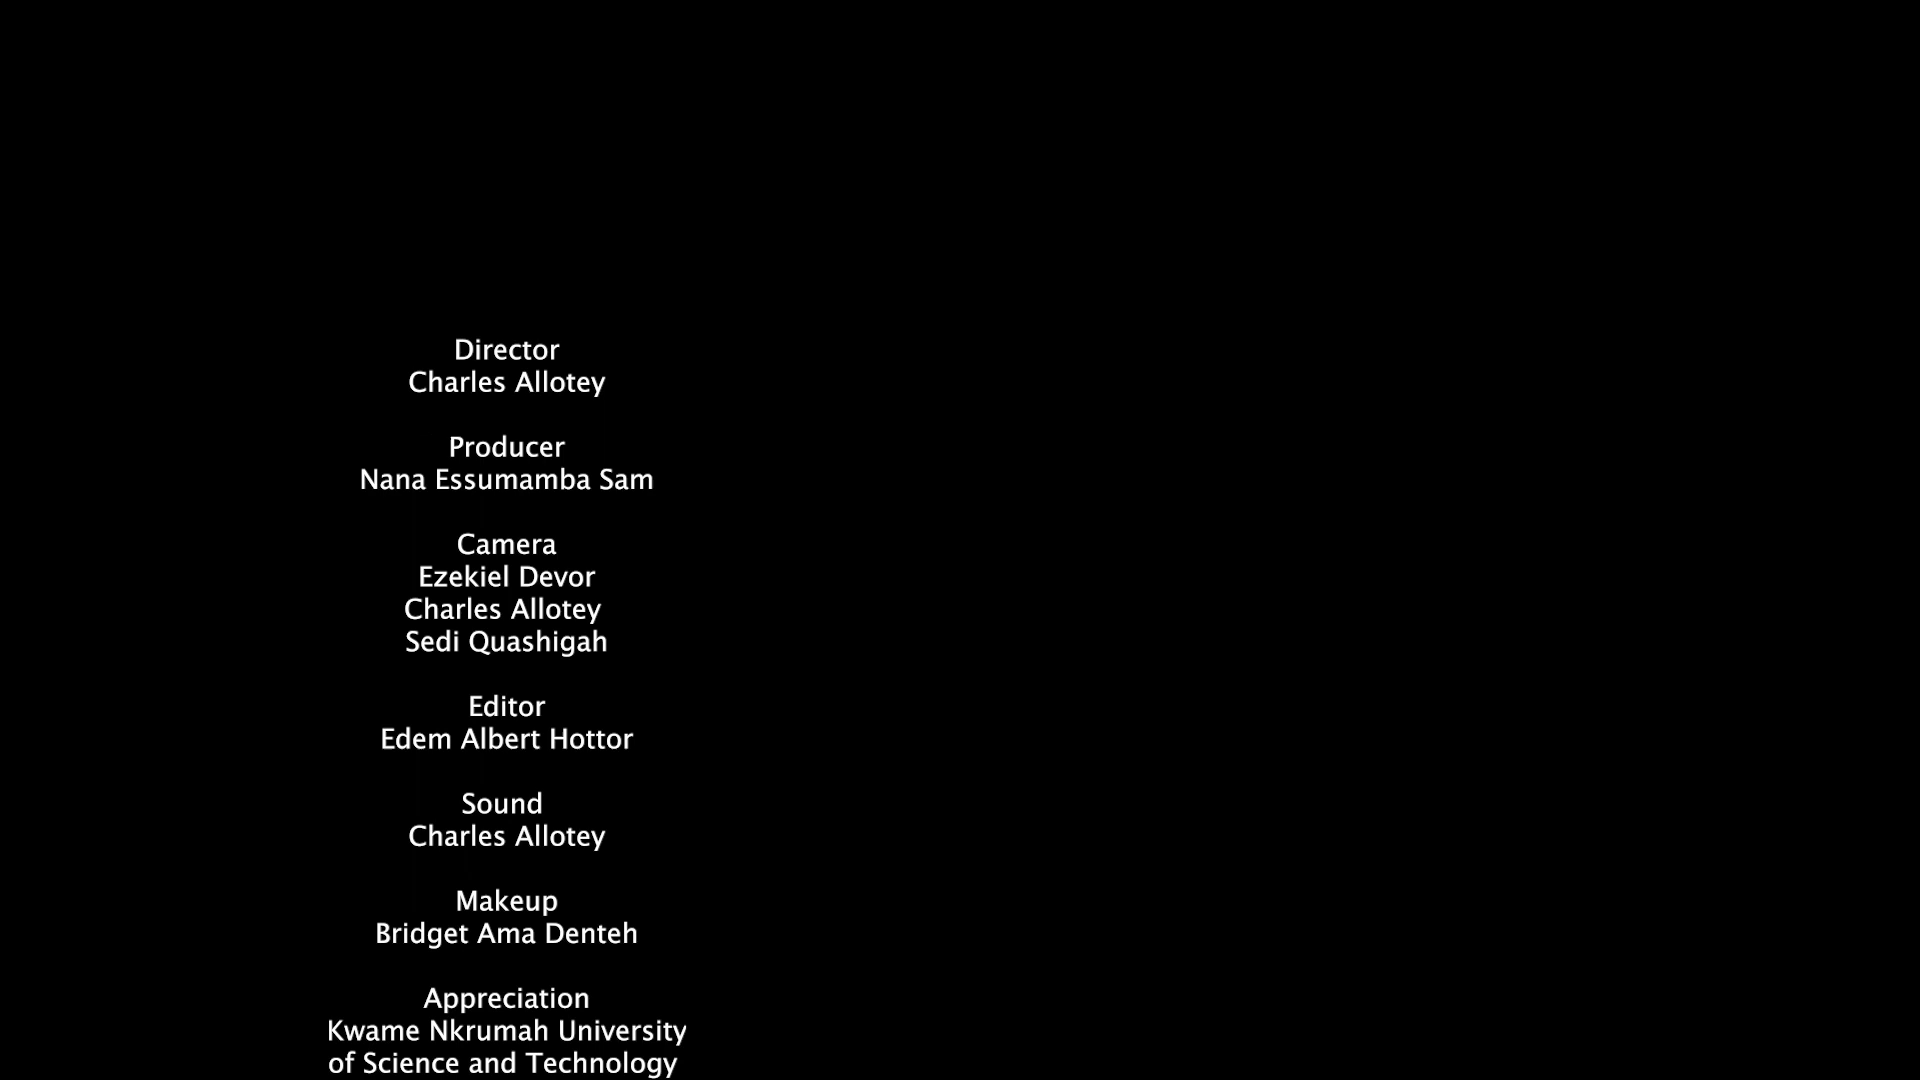 Director
Charles Allotey
Producer
Nana Essumamba Sam
Camera
Ezekiel Devor
Charles Allotey
Sedi Quashigah
Editor
Edem Albert Hottor
Sound
Charles Allotey
Makeup
Bridget Ama Denteh
Appreciation
Kwame Nkrumah University
of Science and Technology